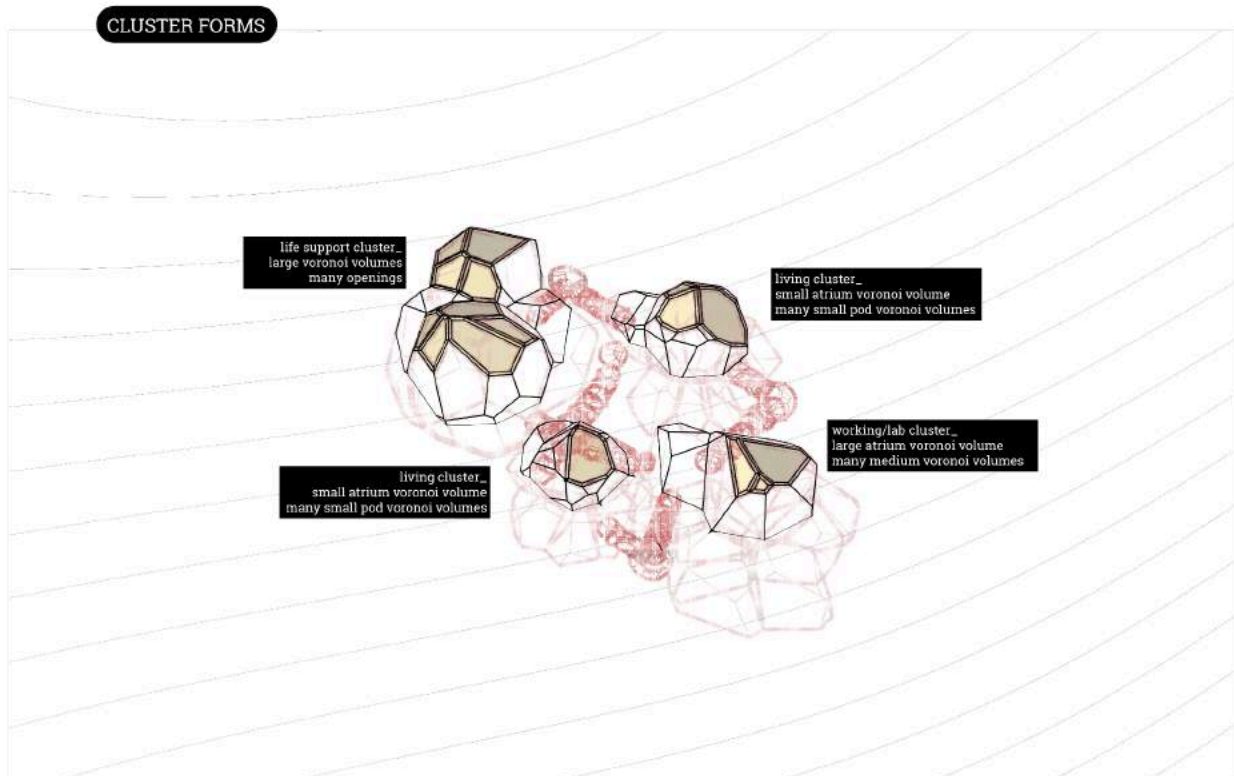 CLUSTER FORMS
life support cluster_
large voronoi volumes
many openings
living cluster_
small atrium voronoi volume
many small pod voronoi volumes
working/lab cluster_
large atrium voronoi volume
many medium voronoi volumes
living cluster_
small atrium voronoi volume
many small pod voronoi volumes